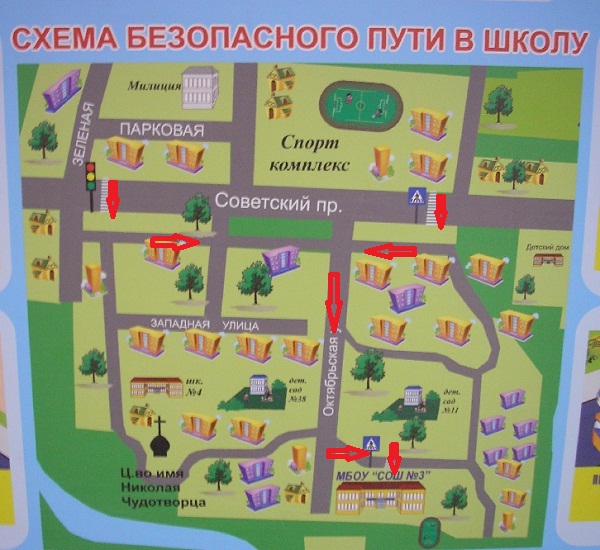 СХЕМА БЕЗОПАСНОГО ПУТИ В ШКОЛУ
Милиция
ЗЕЛЕНАЯ
ПАРКОВАЯ
Спорт
комплекс
Советский пр.
Детский дом
ЗАПАДНАЯ УЛИЦА
Октябрьская
шк.
№4
дет.
сад
№38
дет.
сад
№11
Ц.во имя
Николая
Чудотворца
МБОУ "СОШ №3"